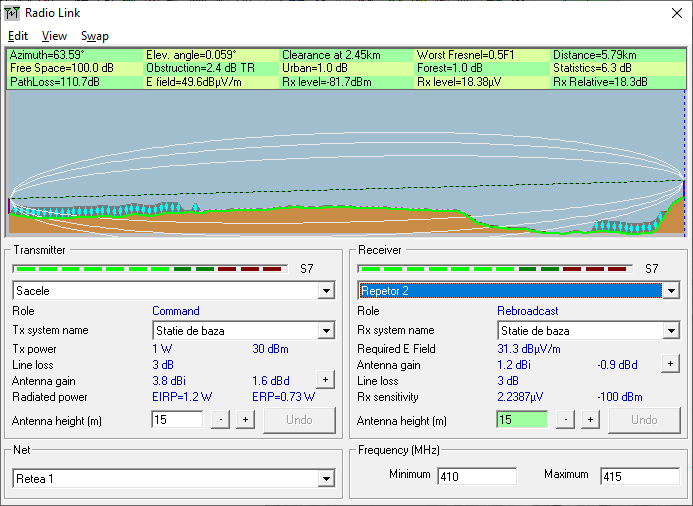 Radio Link
Edit View Swap
Azimuth=63.59° Elev. angle=0.059° Clearance at 2.45km Worst Fresnel=0.5F1 Distance=5.79km
Free Space=100.0 dB Obstruction=2.4 dB TR Urban=1.0 dB Forest=1.0 dB Statistics=6.3 dB
PathLoss=110.7dB E field=49.6dBµV/m Rx level=-81.7dBm Rx level=18.38µV Rx Relative=18.3dB
Transmitter
S7
Sacele
Role Command
Tx system name Statie de baza
Tx power 1 W 30 dBm
Line loss 3 dB
Antenna gain 3.8 dBi 1.6 dBd +
Radiated power EIRP=1.2 W ERP=0.73 W
Antenna height (m) 15 - + Undo
Net
Retea 1
Receiver
S7
Repetor 2
Role Rebroadcast
Rx system name Statie de baza
Required E Field 31.3 dBµV/m
Antenna gain 1.2 dBi -0.9 dBd +
Line loss 3 dB
Rx sensitivity 2.2387µV -100 dBm
Antenna height (m) 15 - + Undo
Frequency (MHz)
Minimum 410 Maximum 415